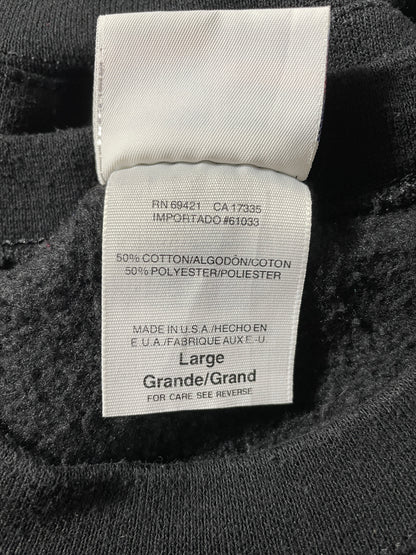 RN 69421 CA 17335
IMPORTADO #61033
50% COTTON/ALGODÓN/COTON
50% POLYESTER/POLIESTER
MADE IN U.S.A./HECHO EN
E.U.A./FABRIQUE AUX E.-U.
Large
Grande/Grand
FOR CARE SEE REVERSE